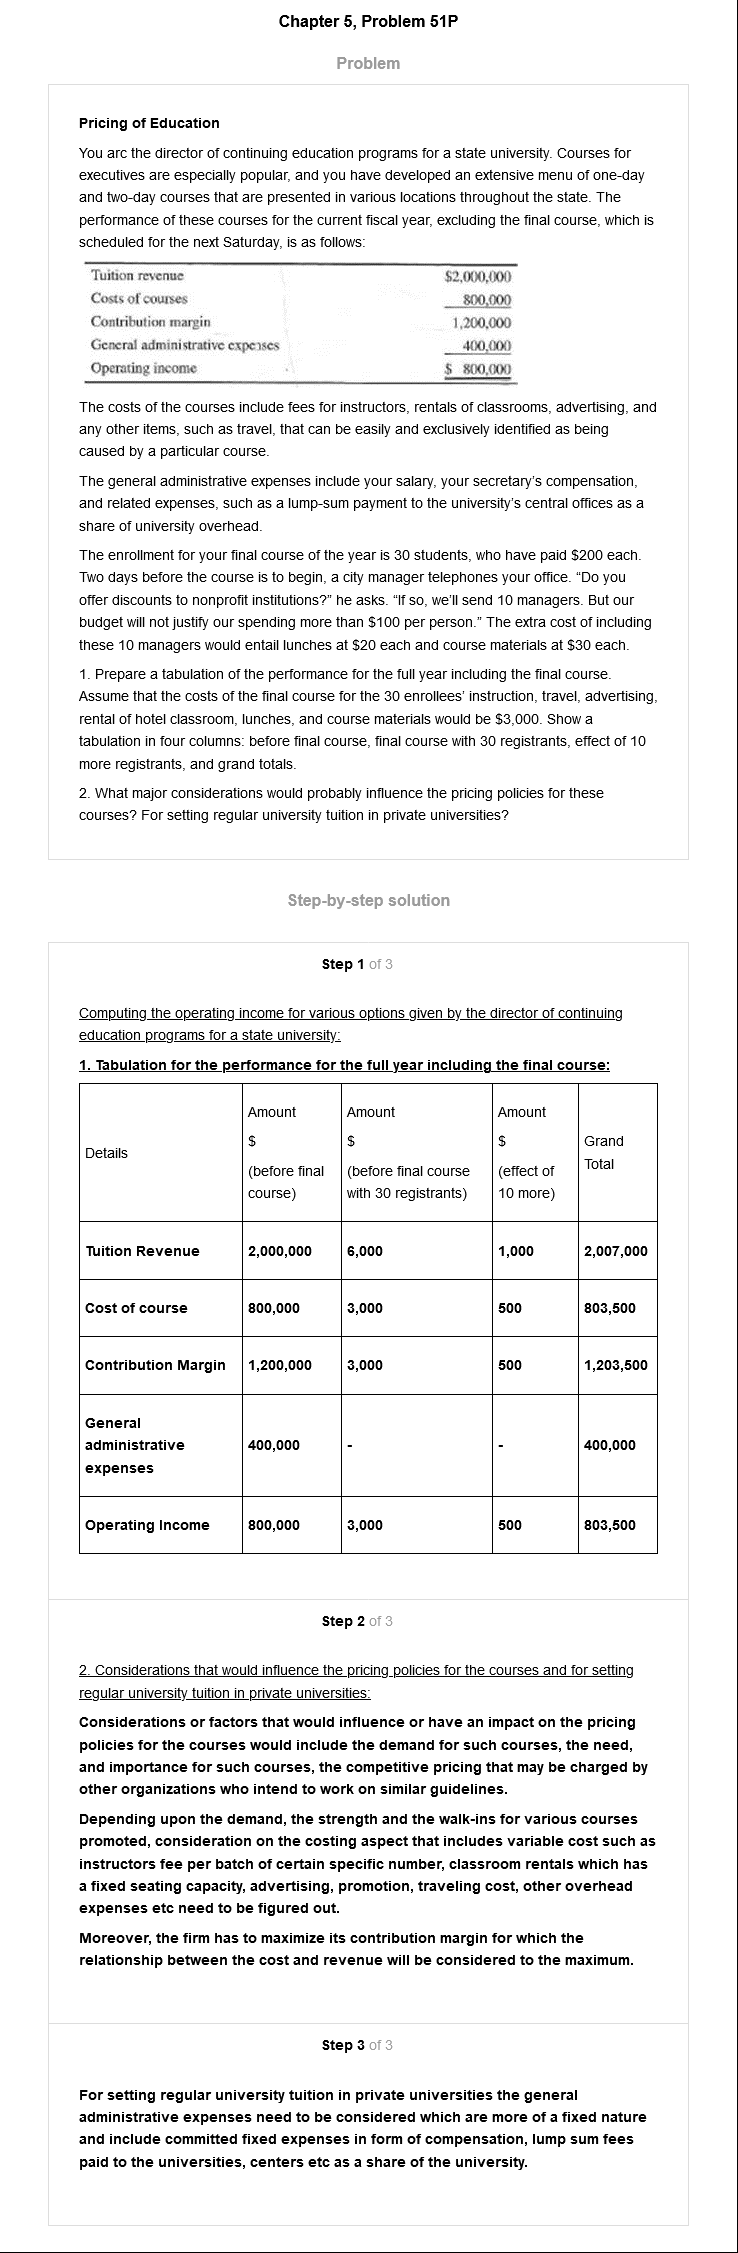 Chapter 5, Problem 51P
Problem
Pricing of Education
You arc the director of continuing education programs for a state university. Courses for
executives are especially popular, and you have developed an extensive menu of one-day
and two-day courses that are presented in various locations throughout the state. The
performance of these courses for the current fiscal year, excluding the final course, which is
scheduled for the next Saturday, is as follows:
Tuition revenue $2,000,000
Costs of courses 800,000
Contribution margin 1,200,000
General administrative expenses 400,000
Operating income $ 800,000
The costs of the courses include fees for instructors, rentals of classrooms, advertising, and
any other items, such as travel, that can be easily and exclusively identified as being
caused by a particular course.
The general administrative expenses include your salary, your secretary's compensation,
and related expenses, such as a lump-sum payment to the university's central offices as a
share of university overhead.
The enrollment for your final course of the year is 30 students, who have paid $200 each.
Two days before the course is to begin, a city manager telephones your office. “Do you
offer discounts to nonprofit institutions?” he asks. “If so, we'll send 10 managers. But our
budget will not justify our spending more than $100 per person.” The extra cost of including
these 10 managers would entail lunches at $20 each and course materials at $30 each.
1. Prepare a tabulation of the performance for the full year including the final course.
Assume that the costs of the final course for the 30 enrollees' instruction, travel, advertising,
rental of hotel classroom, lunches, and course materials would be $3,000. Show a
tabulation in four columns: before final course, final course with 30 registrants, effect of 10
more registrants, and grand totals.
2. What major considerations would probably influence the pricing policies for these
courses? For setting regular university tuition in private universities?
Step-by-step solution
Step 1 of 3
Computing the operating income for various options given by the director of continuing
education programs for a state university:
1. Tabulation for the performance for the full year including the final course:
Details
Amount
$
(before final
course)
Amount
$
(before final course
with 30 registrants)
Amount
$
(effect of
10 more)
Grand
Total
Tuition Revenue 2,000,000 6,000 1,000 2,007,000
Cost of course 800,000 3,000 500 803,500
Contribution Margin 1,200,000 3,000 500 1,203,500
General
administrative
expenses
400,000 - - 400,000
Operating Income 800,000 3,000 500 803,500
Step 2 of 3
2. Considerations that would influence the pricing policies for the courses and for setting
regular university tuition in private universities:
Considerations or factors that would influence or have an impact on the pricing
policies for the courses would include the demand for such courses, the need,
and importance for such courses, the competitive pricing that may be charged by
other organizations who intend to work on similar guidelines.
Depending upon the demand, the strength and the walk-ins for various courses
promoted, consideration on the costing aspect that includes variable cost such as
instructors fee per batch of certain specific number, classroom rentals which has
a fixed seating capacity, advertising, promotion, traveling cost, other overhead
expenses etc need to be figured out.
Moreover, the firm has to maximize its contribution margin for which the
relationship between the cost and revenue will be considered to the maximum.
Step 3 of 3
For setting regular university tuition in private universities the general
administrative expenses need to be considered which are more of a fixed nature
and include committed fixed expenses in form of compensation, lump sum fees
paid to the universities, centers etc as a share of the university.